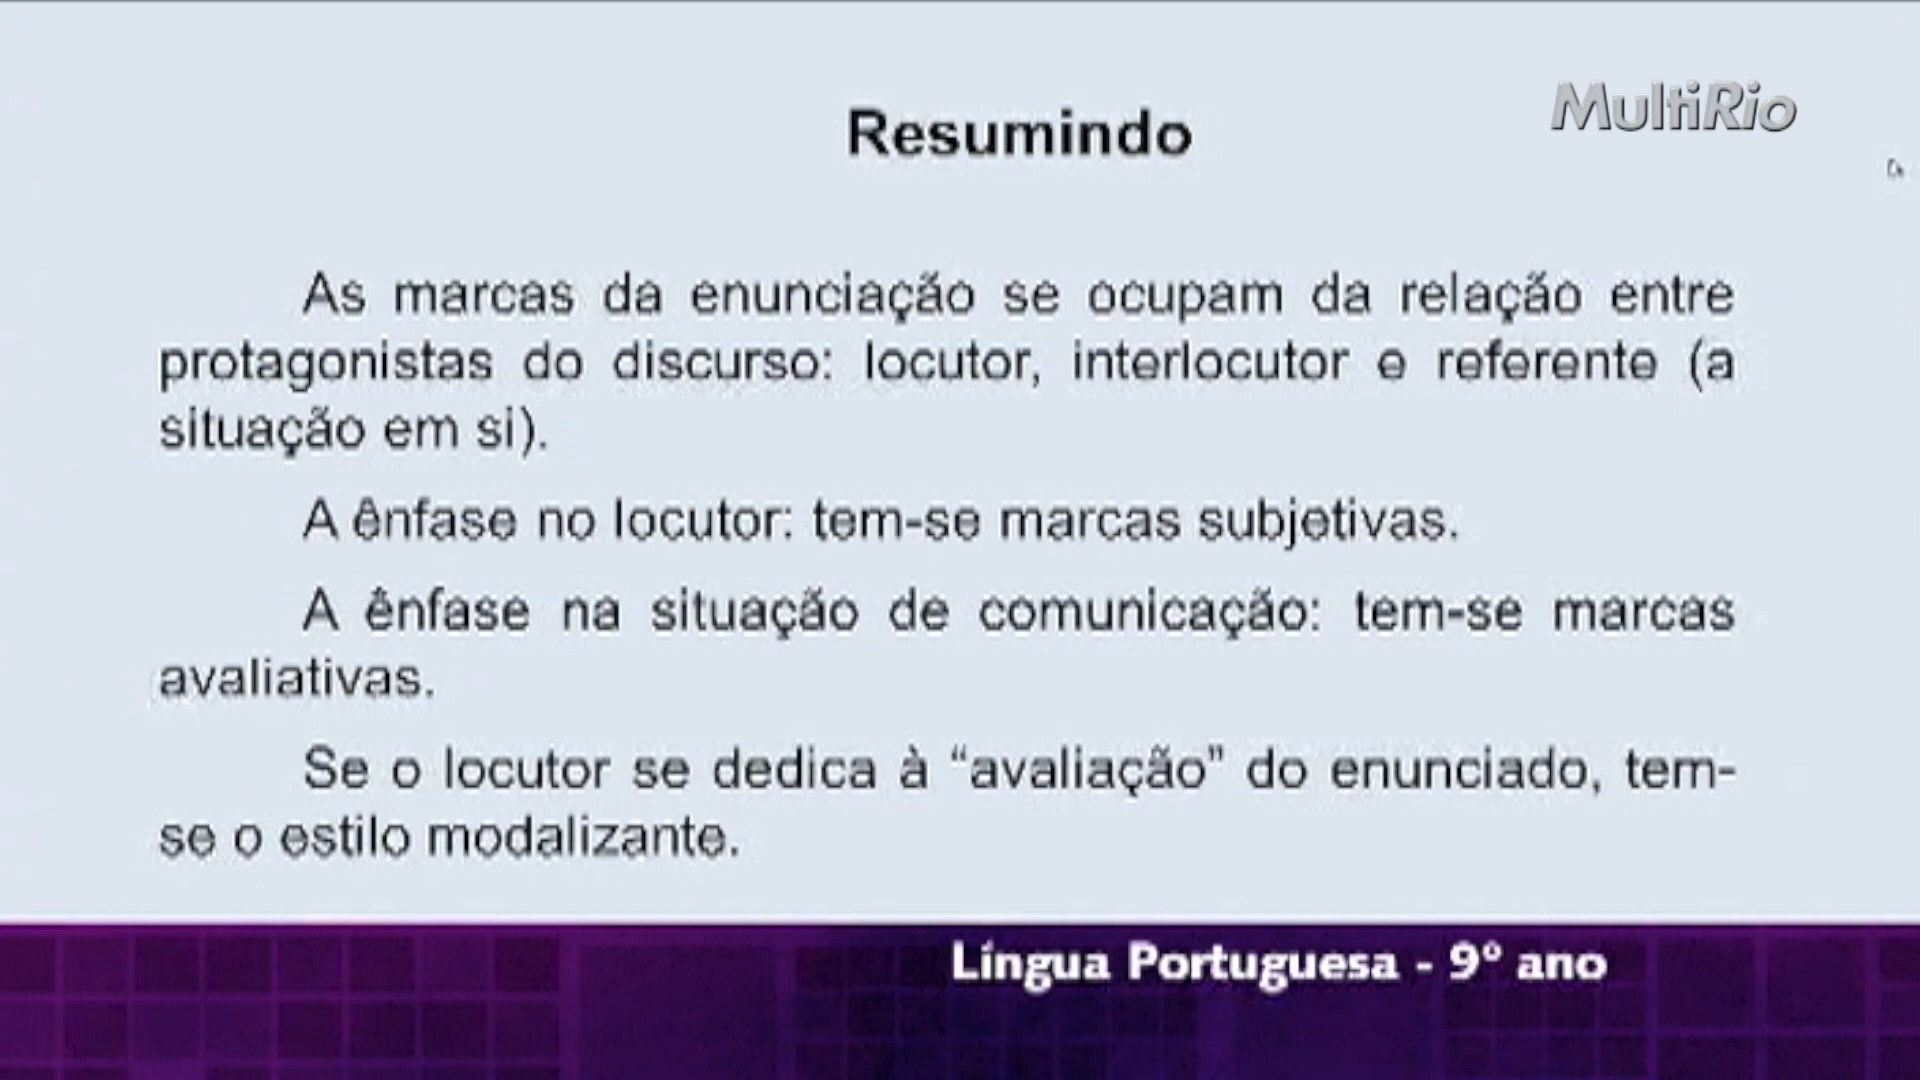 MultiRio
Resumindo
As marcas da enunciação se ocupam da relação entre
protagonistas do discurso: locutor, interlocutor e referente (a
situação em si).
A ênfase no locutor: tem-se marcas subjetivas.
A ênfase na situação de comunicação: tem-se marcas
avaliativas.
Se o locutor se dedica à “avaliação” do enunciado, tem-
se o estilo modalizante.
Língua Portuguesa - 9º ano